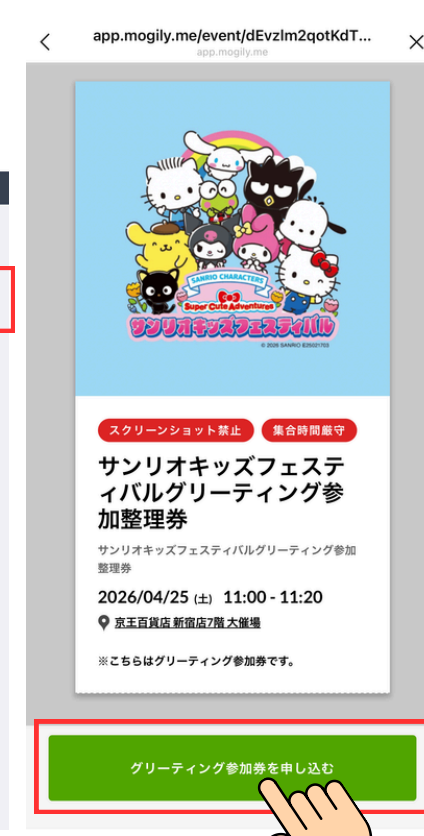 app.mogily.me/event/dEvzIm2qotKdT...
app.mogily.me
SANRIO CHARACTERS
Super Cute Adventures
サンリオキッズフェスティバル
© 2026 SANRIO E25021703
スクリーンショット禁止 集合時間厳守
サンリオキッズフェステ
ィバルグリーティング参
加整理券
サンリオキッズフェスティバルグリーティング参加
整理券
2026/04/25 (土) 11:00 - 11:20
京王百貨店 新宿店7階 大催場
※こちらはグリーティング参加券です。
グリーティング参加券を申し込む